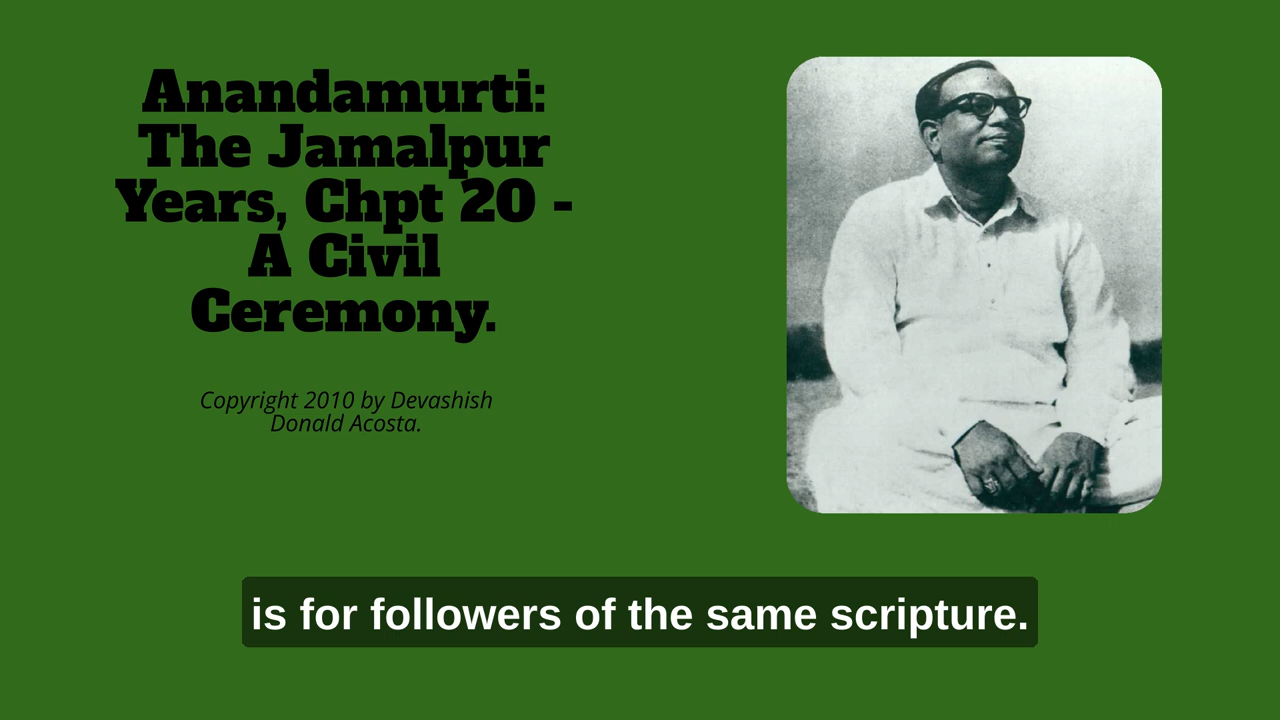 Anandamurti:
The Jamalpur
Years, Chpt 20 -
A Civil
Ceremony.
Copyright 2010 by Devashish
Donald Acosta.
is for followers of the same scripture.